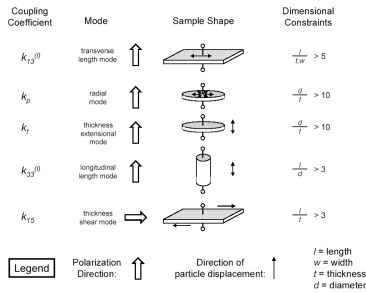 Coupling Coefficient Mode Sample Shape Dimensional Constraints
k13(l) transverse length mode l/t.w > 5
kp radial mode d/t > 10
kt thickness extensional mode d/t > 10
k33(l) longitudinal length mode l/d > 3
k15 thickness shear mode l/t > 3
Legend Polarization Direction: Direction of particle displacement:
l = length
w = width
t = thickness
d = diameter